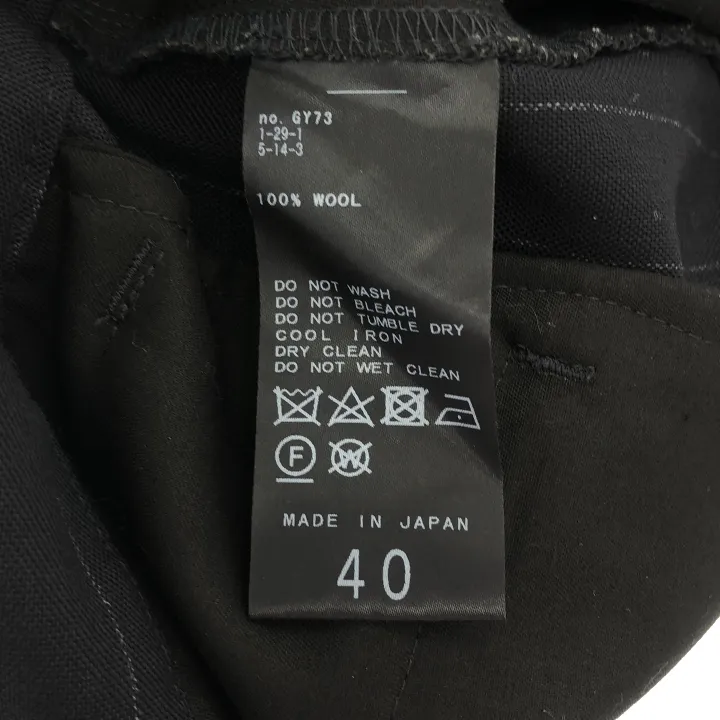 no. GY73
1-29-1
5-14-3
100% WOOL
DO NOT WASH
DO NOT BLEACH
DO NOT TUMBLE DRY
COOL IRON
DRY CLEAN
DO NOT WET CLEAN
F W
MADE IN JAPAN
40